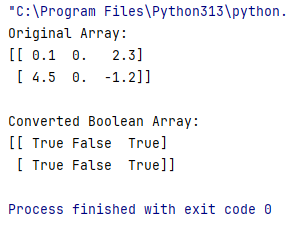 "C:\Program Files\Python313\python.
Original Array:
[[ 0.1  0.   2.3]
 [ 4.5  0.  -1.2]]

Converted Boolean Array:
[[ True False  True]
 [ True False  True]]

Process finished with exit code 0